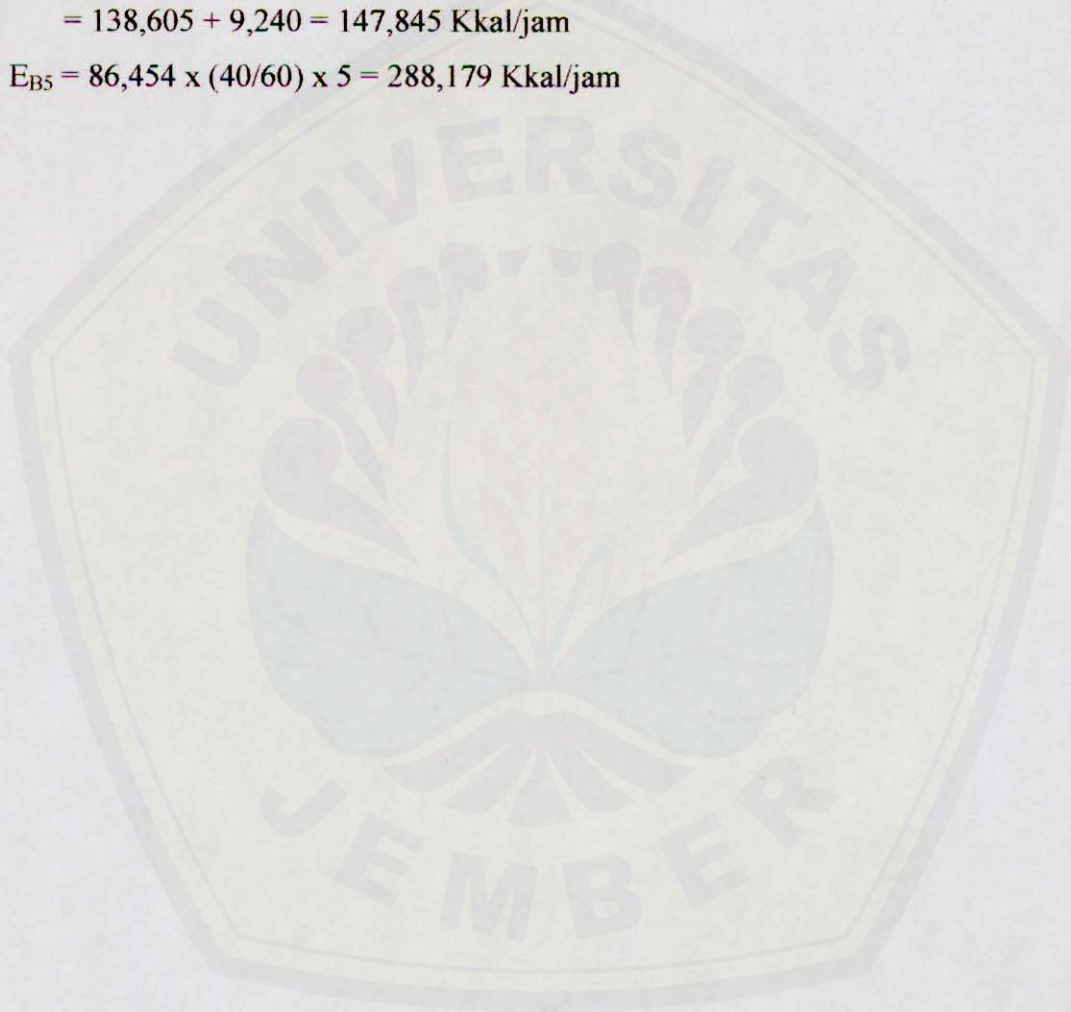 = 138,605 + 9,240 = 147,845 Kkal/jam
E_B5 = 86,454 x (40/60) x 5 = 288,179 Kkal/jam
UNIVERSITAS
JEMBER